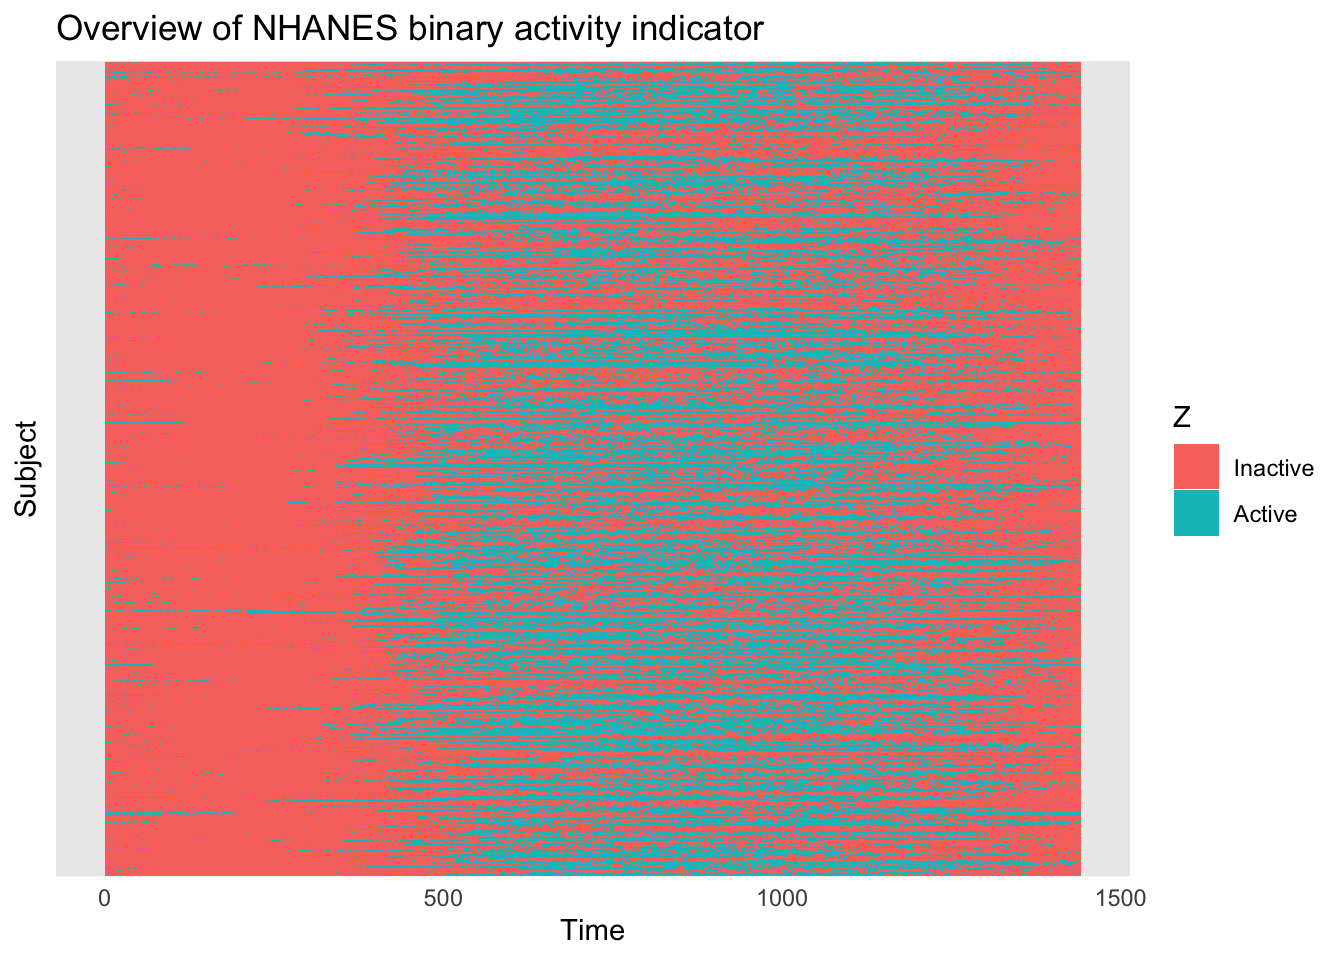 Overview of NHANES binary activity indicator
Subject
Z
Inactive
Active
0 500 1000 1500
Time